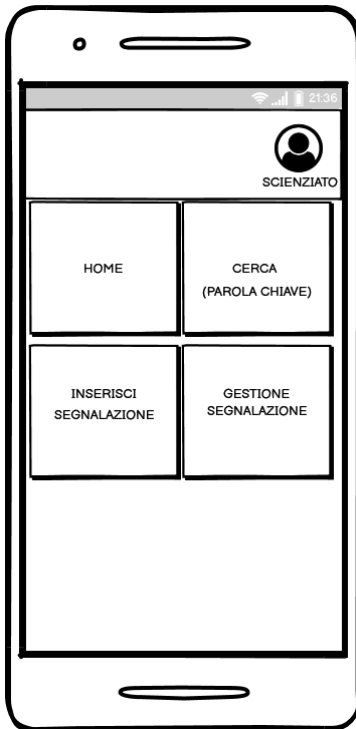 21:36
SCIENZIATO
HOME
CERCA
(PAROLA CHIAVE)
INSERISCI
SEGNALAZIONE
GESTIONE
SEGNALAZIONE